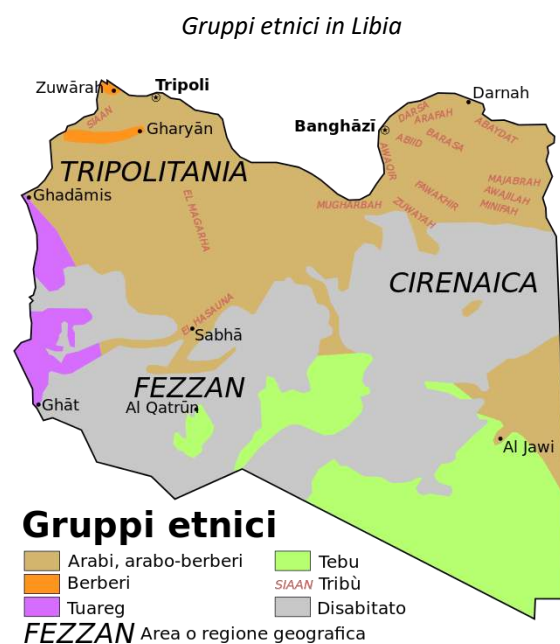 Gruppi etnici in Libia
Zuwārah
Tripoli
Darnah
SIAAN
Gharyān
Banghāzī
DARSA
ARAFAH
ABAYDAT
ABIID
BARASA
AWAQIR
TRIPOLITANIA
Ghadāmis
EL MAGARHA
MUGHARBAH
ZUWAYAH
FAWAKHIR
MAJABRAH
AWAJILAH
MINIFAH
CIRENAICA
EL HASAUNA
Sabhā
FEZZAN
Ghāt
Al Qatrūn
Al Jawi
Gruppi etnici
Arabi, arabo-berberi
Tebu
Berberi
SIAAN Tribù
Tuareg
Disabitato
FEZZAN Area o regione geografica